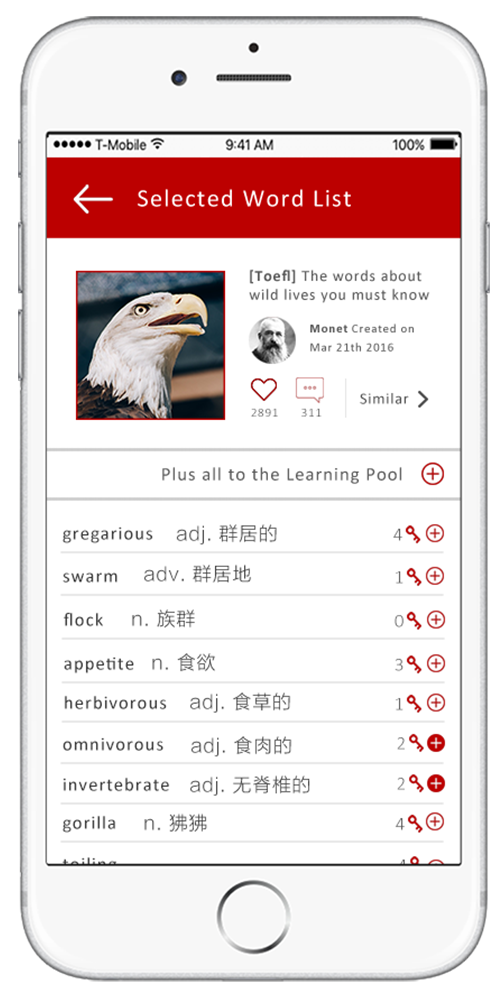 T-Mobile 9:41 AM 100%
Selected Word List
[Toefl] The words about
wild lives you must know
Monet Created on
Mar 21th 2016
2891 311 Similar
Plus all to the Learning Pool
gregarious adj. 群居的 4
swarm adv. 群居地 1
flock n. 族群 0
appetite n. 食欲 3
herbivorous adj. 食草的 1
omnivorous adj. 食肉的 2
invertebrate adj. 无脊椎的 2
gorilla n. 狒狒 4